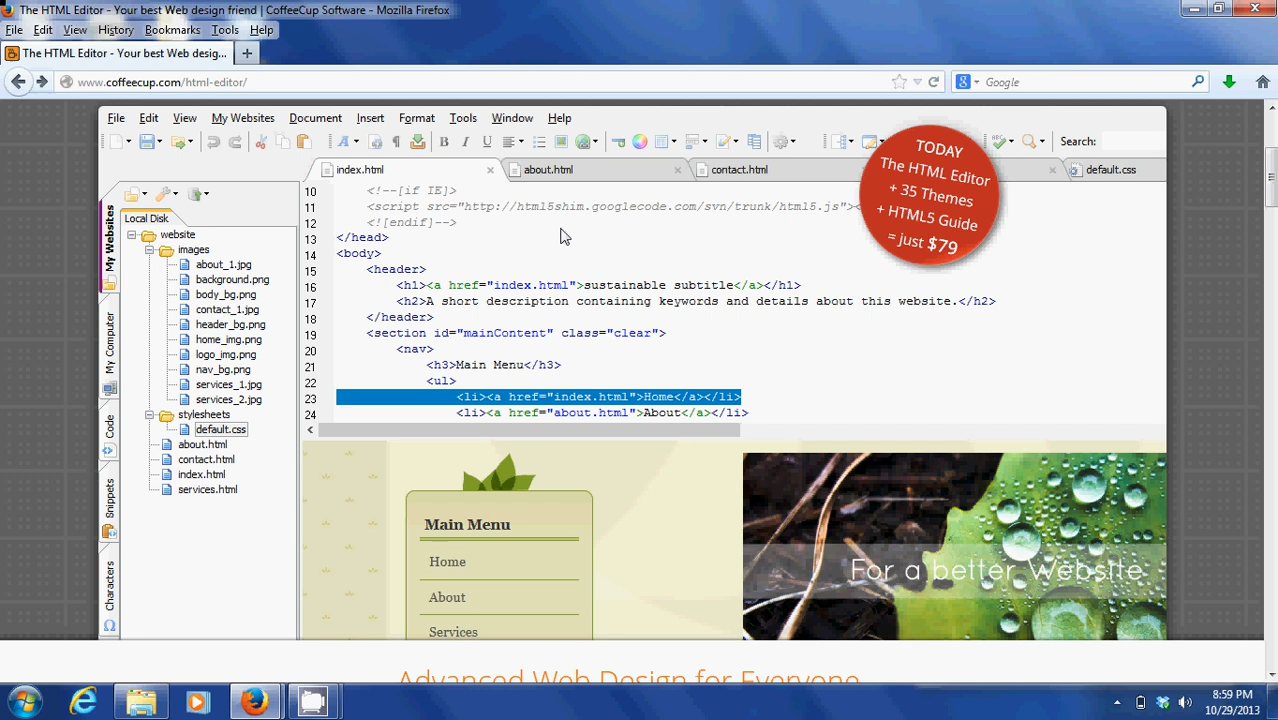 The HTML Editor - Your best Web design friend | CoffeeCup Software - Mozilla Firefox
File Edit View History Bookmarks Tools Help
The HTML Editor - Your best Web desig...
www.coffeecup.com/html-editor/
Google
File Edit View My Websites Document Insert Format Tools Window Help
Search:
TODAY
The HTML Editor
+ 35 Themes
+ HTML5 Guide
= just $79
index.html about.html contact.html default.css
My Websites
My Computer
Code
Snippets
Characters
Local Disk
website
images
about_1.jpg
background.png
body_bg.png
contact_1.jpg
header_bg.png
home_img.png
logo_img.png
nav_bg.png
services_1.jpg
services_2.jpg
stylesheets
default.css
about.html
contact.html
index.html
services.html
10 <!--[if IE]>
11 <script src="http://html5shim.googlecode.com/svn/trunk/html5.js"><
12 <![endif]-->
13 </head>
14 <body>
15 <header>
16 <h1><a href="index.html">sustainable subtitle</a></h1>
17 <h2>A short description containing keywords and details about this website.</h2>
18 </header>
19 <section id="mainContent" class="clear">
20 <nav>
21 <h3>Main Menu</h3>
22 <ul>
23 <li><a href="index.html">Home</a></li>
24 <li><a href="about.html">About</a></li>
Main Menu
Home
About
Services
For a better Website
Advanced Web Design for Everyone
8:59 PM
10/29/2013